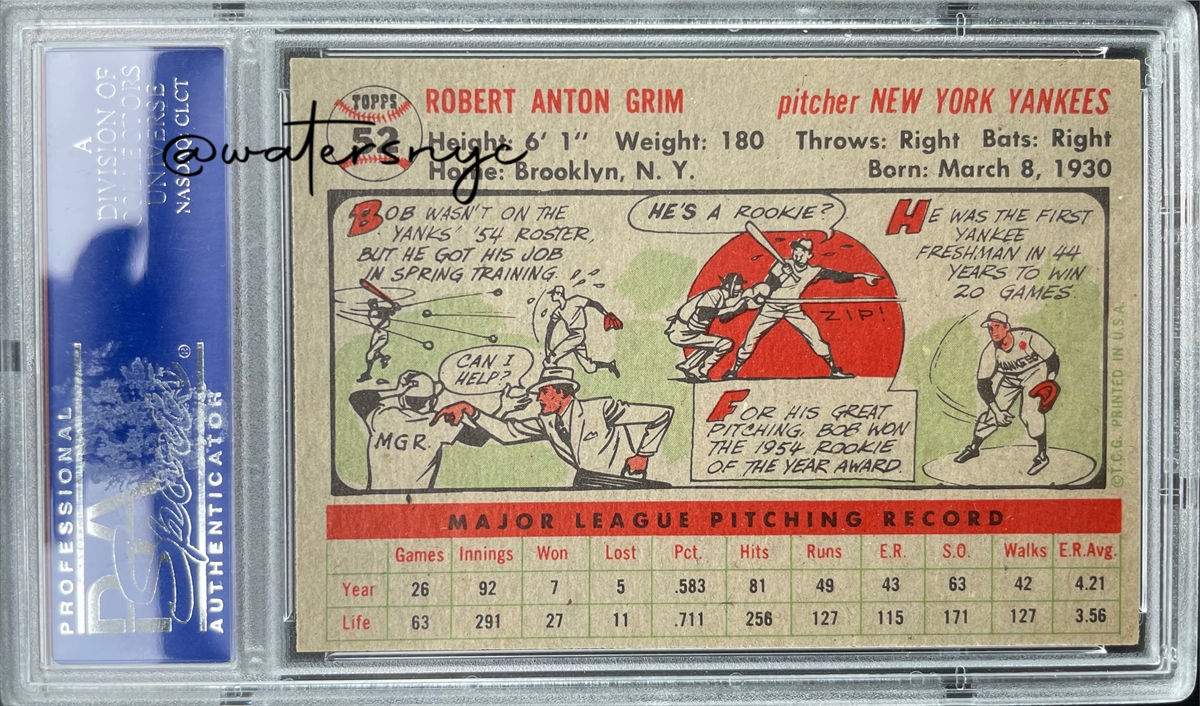 A
DIVISION OF
COLLECTORS
UNIVERSE
NASDAQ: CLCT
PROFESSIONAL
PSA
Sports
®
AUTHENTICATOR
@watersnyc
TOPPS
52
ROBERT ANTON GRIM
pitcher NEW YORK YANKEES
Height: 6' 1" Weight: 180 Throws: Right Bats: Right
Home: Brooklyn, N. Y. Born: March 8, 1930
BOB WASN'T ON THE
YANKS' '54 ROSTER,
BUT HE GOT HIS JOB
IN SPRING TRAINING.
CAN I
HELP?
MGR.
HE'S A ROOKIE?
ZIP!
FOR HIS GREAT
PITCHING, BOB WON
THE 1954 ROOKIE
OF THE YEAR AWARD.
HE WAS THE FIRST
YANKEE
FRESHMAN IN 44
YEARS TO WIN
20 GAMES.
YANKEES
©T.C.G. PRINTED IN U.S.A.
MAJOR LEAGUE PITCHING RECORD
Games Innings Won Lost Pct. Hits Runs E.R. S.O. Walks E.R.Avg.
Year 26 92 7 5 .583 81 49 43 63 42 4.21
Life 63 291 27 11 .711 256 127 115 171 127 3.56